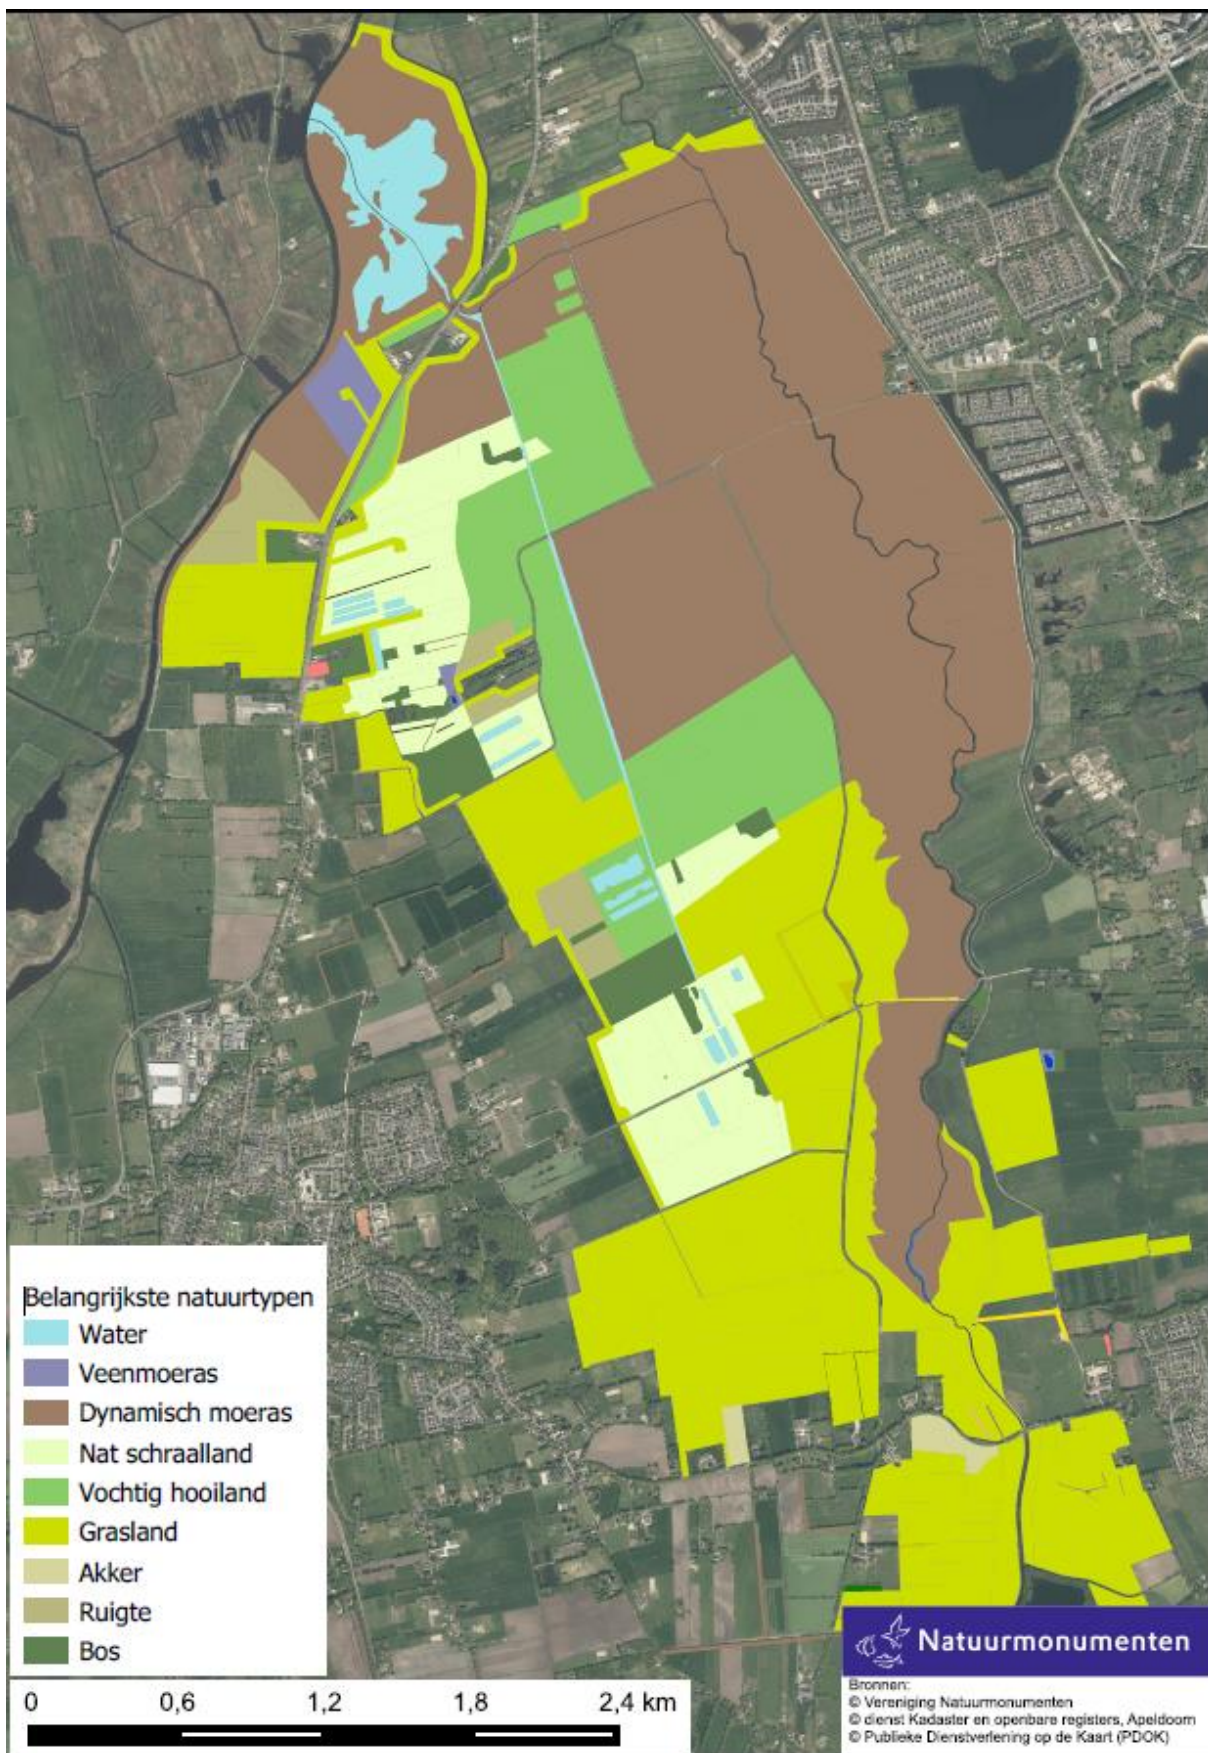 Belangrijkste natuurtypen
Water
Veenmoeras
Dynamisch moeras
Nat schraalland
Vochtig hooiland
Grasland
Akker
Ruigte
Bos
0 0,6 1,2 1,8 2,4 km
Natuurmonumenten
Bronnen:
© Vereniging Natuurmonumenten
© dienst Kadaster en openbare registers, Apeldoorn
© Publieke Dienstverlening op de Kaart (PDOK)